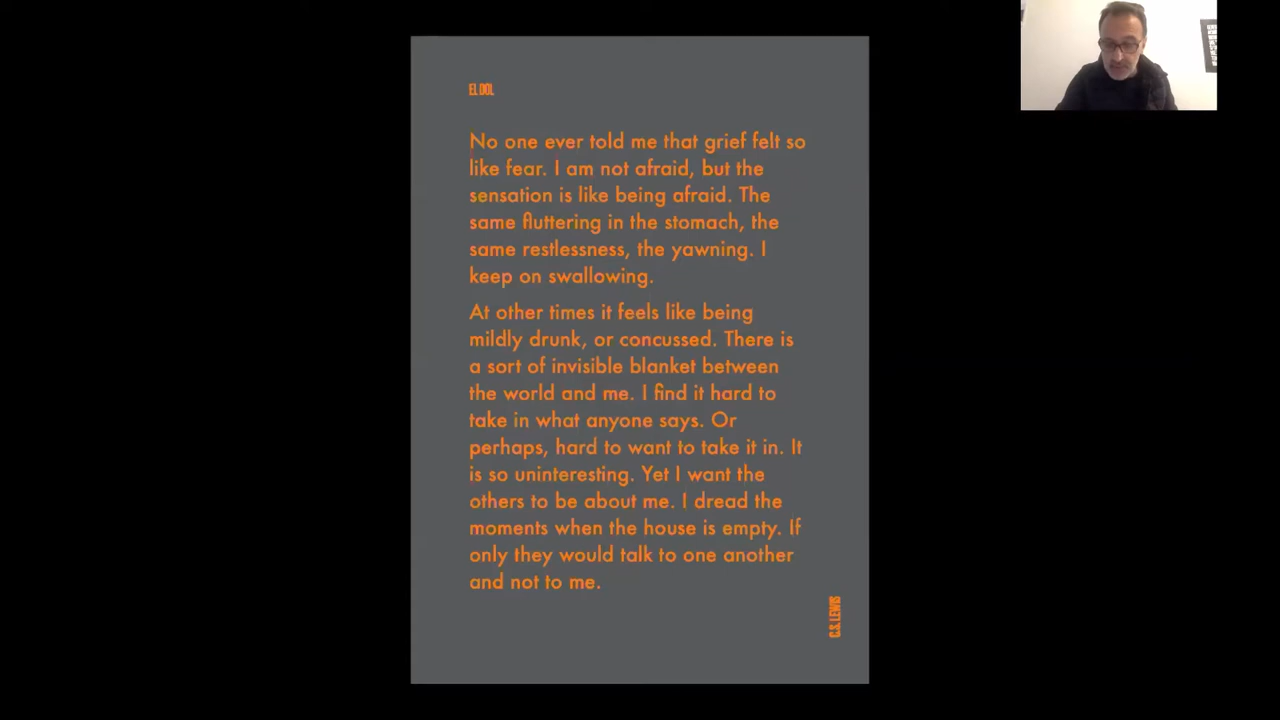 EL DOL
No one ever told me that grief felt so
like fear. I am not afraid, but the
sensation is like being afraid. The
same fluttering in the stomach, the
same restlessness, the yawning. I
keep on swallowing.
At other times it feels like being
mildly drunk, or concussed. There is
a sort of invisible blanket between
the world and me. I find it hard to
take in what anyone says. Or
perhaps, hard to want to take it in. It
is so uninteresting. Yet I want the
others to be about me. I dread the
moments when the house is empty. If
only they would talk to one another
and not to me.
C.S. LEWIS